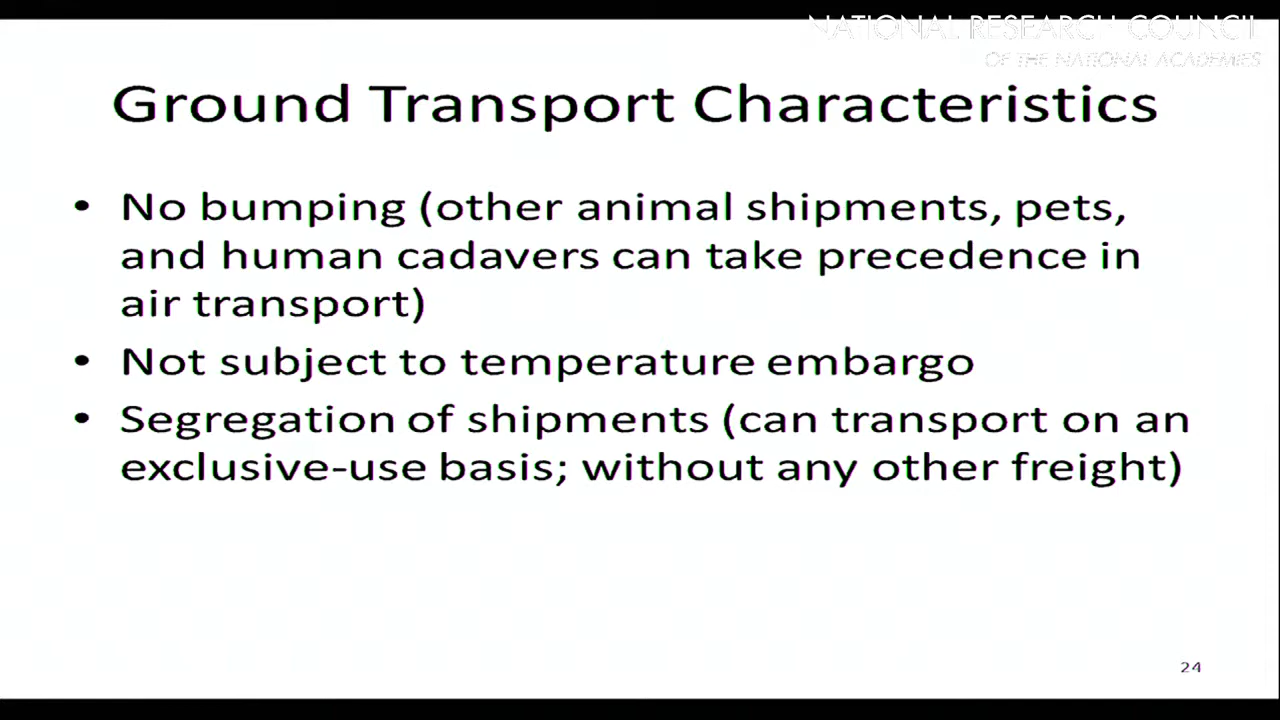 NATIONAL RESEARCH COUNCIL
OF THE NATIONAL ACADEMIES
Ground Transport Characteristics
• No bumping (other animal shipments, pets,
and human cadavers can take precedence in
air transport)
• Not subject to temperature embargo
• Segregation of shipments (can transport on an
exclusive-use basis; without any other freight)
24